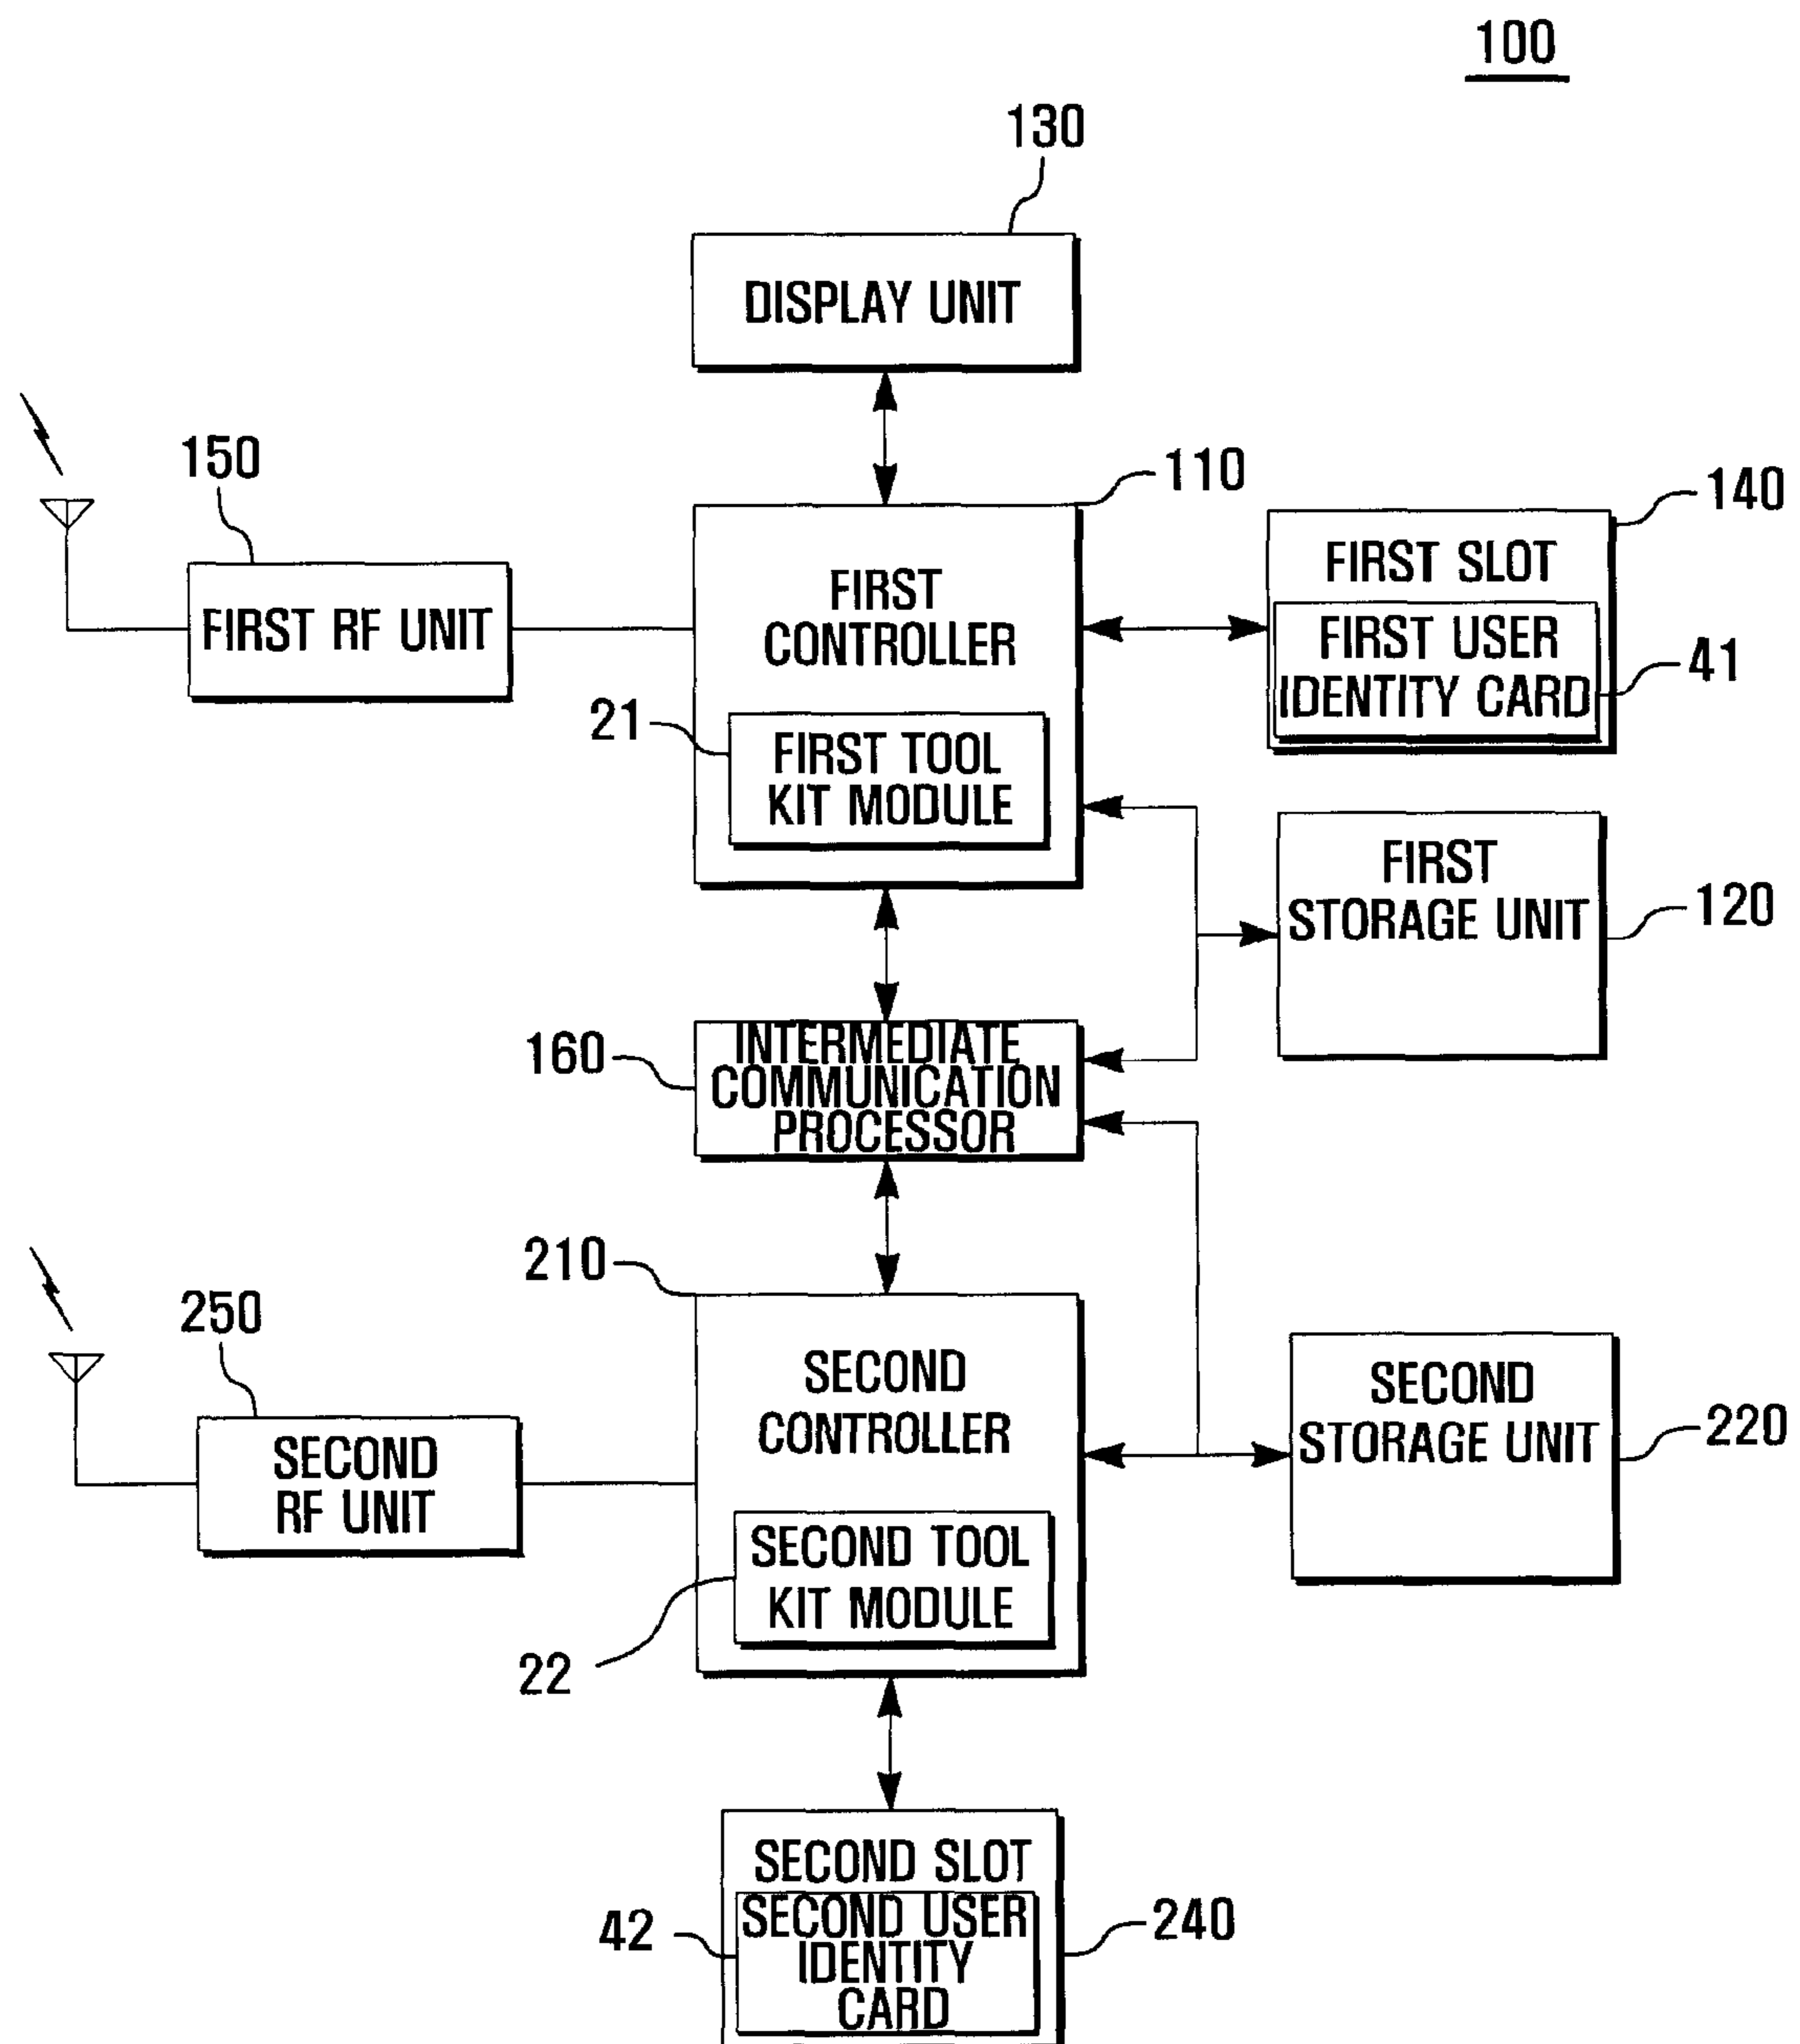 100
130
DISPLAY UNIT
150
110
140
FIRST RF UNIT
FIRST
CONTROLLER
FIRST SLOT
FIRST USER
IDENTITY CARD
41
21
FIRST TOOL
KIT MODULE
FIRST
STORAGE UNIT
120
160
INTERMEDIATE
COMMUNICATION
PROCESSOR
210
250
SECOND
CONTROLLER
SECOND
RF UNIT
SECOND
STORAGE UNIT
220
SECOND TOOL
KIT MODULE
22
SECOND SLOT
SECOND USER
IDENTITY
CARD
42
240